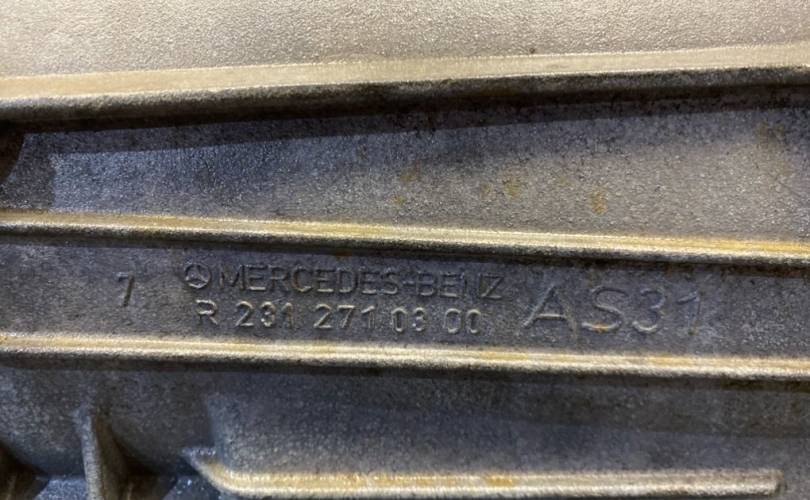 7
MERCEDES-BENZ
R 231 271 03 00
AS31